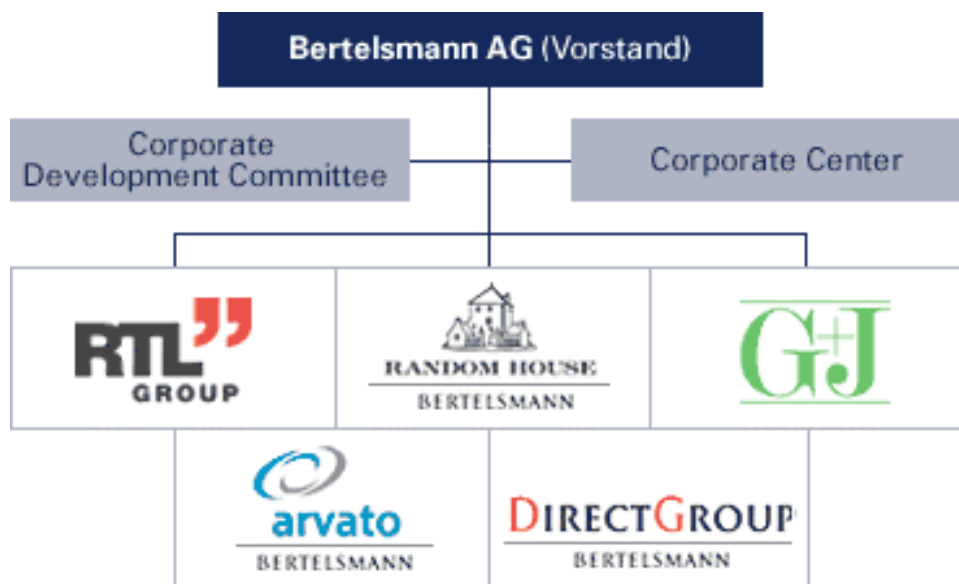 Bertelsmann AG (Vorstand)
Corporate
Development Committee
Corporate Center
RTL
GROUP
RANDOM HOUSE
BERTELSMANN
G+J
arvato
BERTELSMANN
DIRECTGROUP
BERTELSMANN